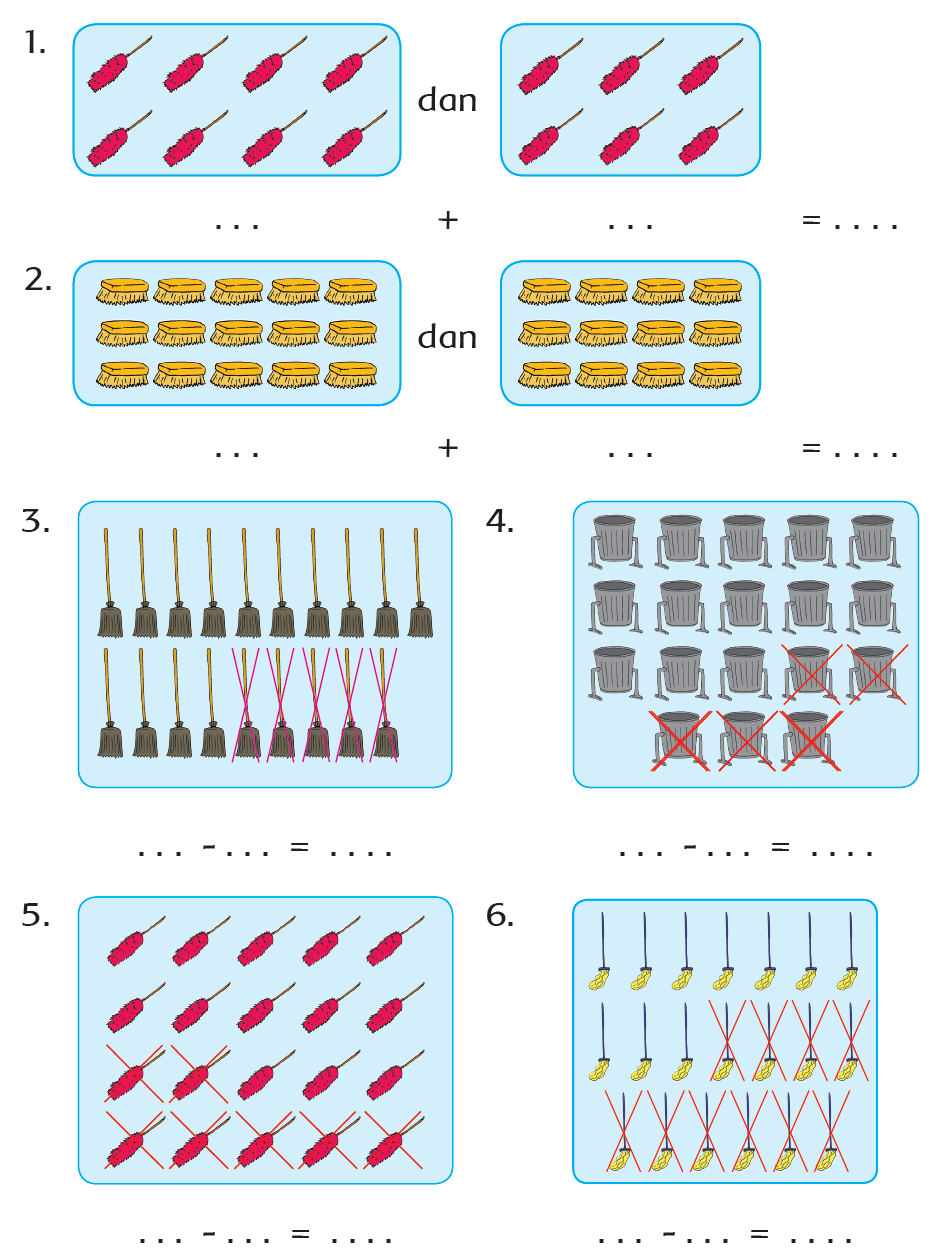 1.
dan
. . . + . . . = . . . .
2.
dan
. . . + . . . = . . . .
3.
4.
. . . - . . . = . . . .
. . . - . . . = . . . .
5.
6.
. . . - . . . = . . . .
. . . - . . . = . . . .